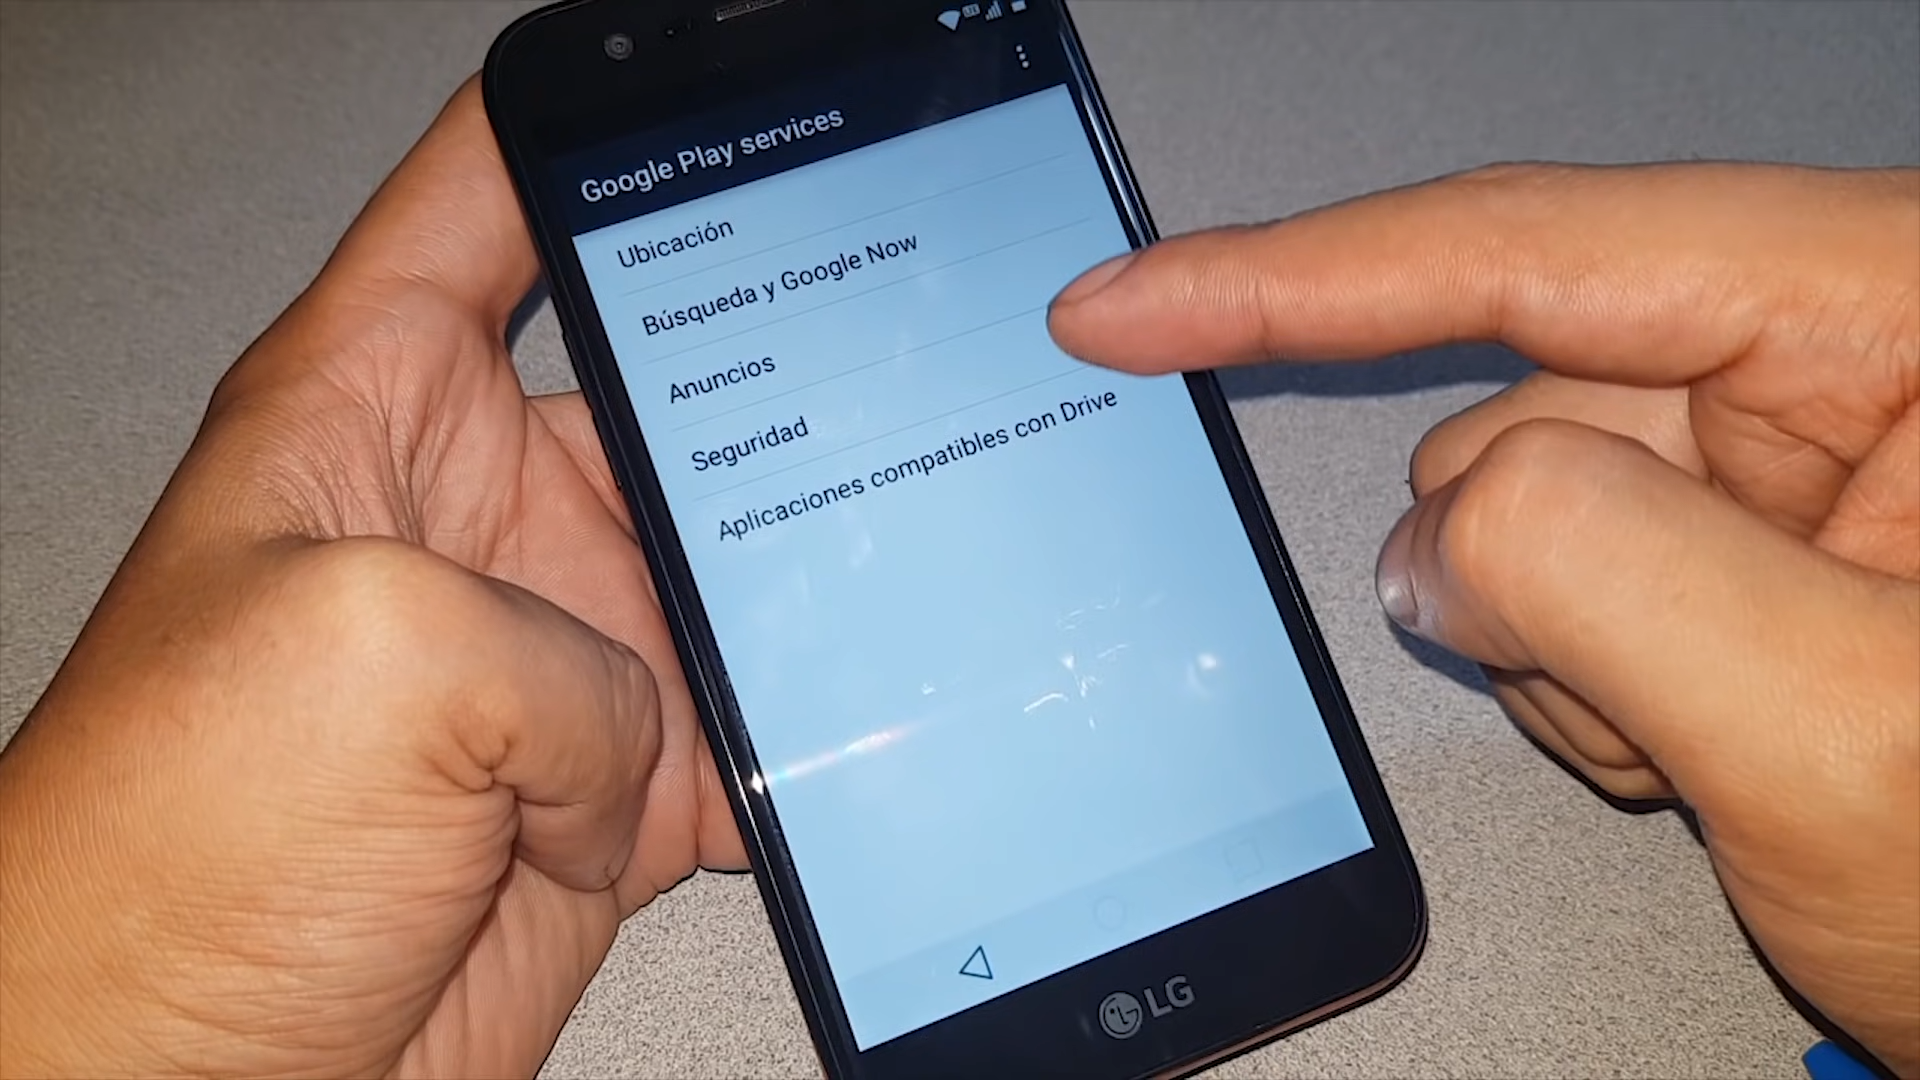 Google Play services
Ubicación
Búsqueda y Google Now
Anuncios
Seguridad
Aplicaciones compatibles con Drive
LG